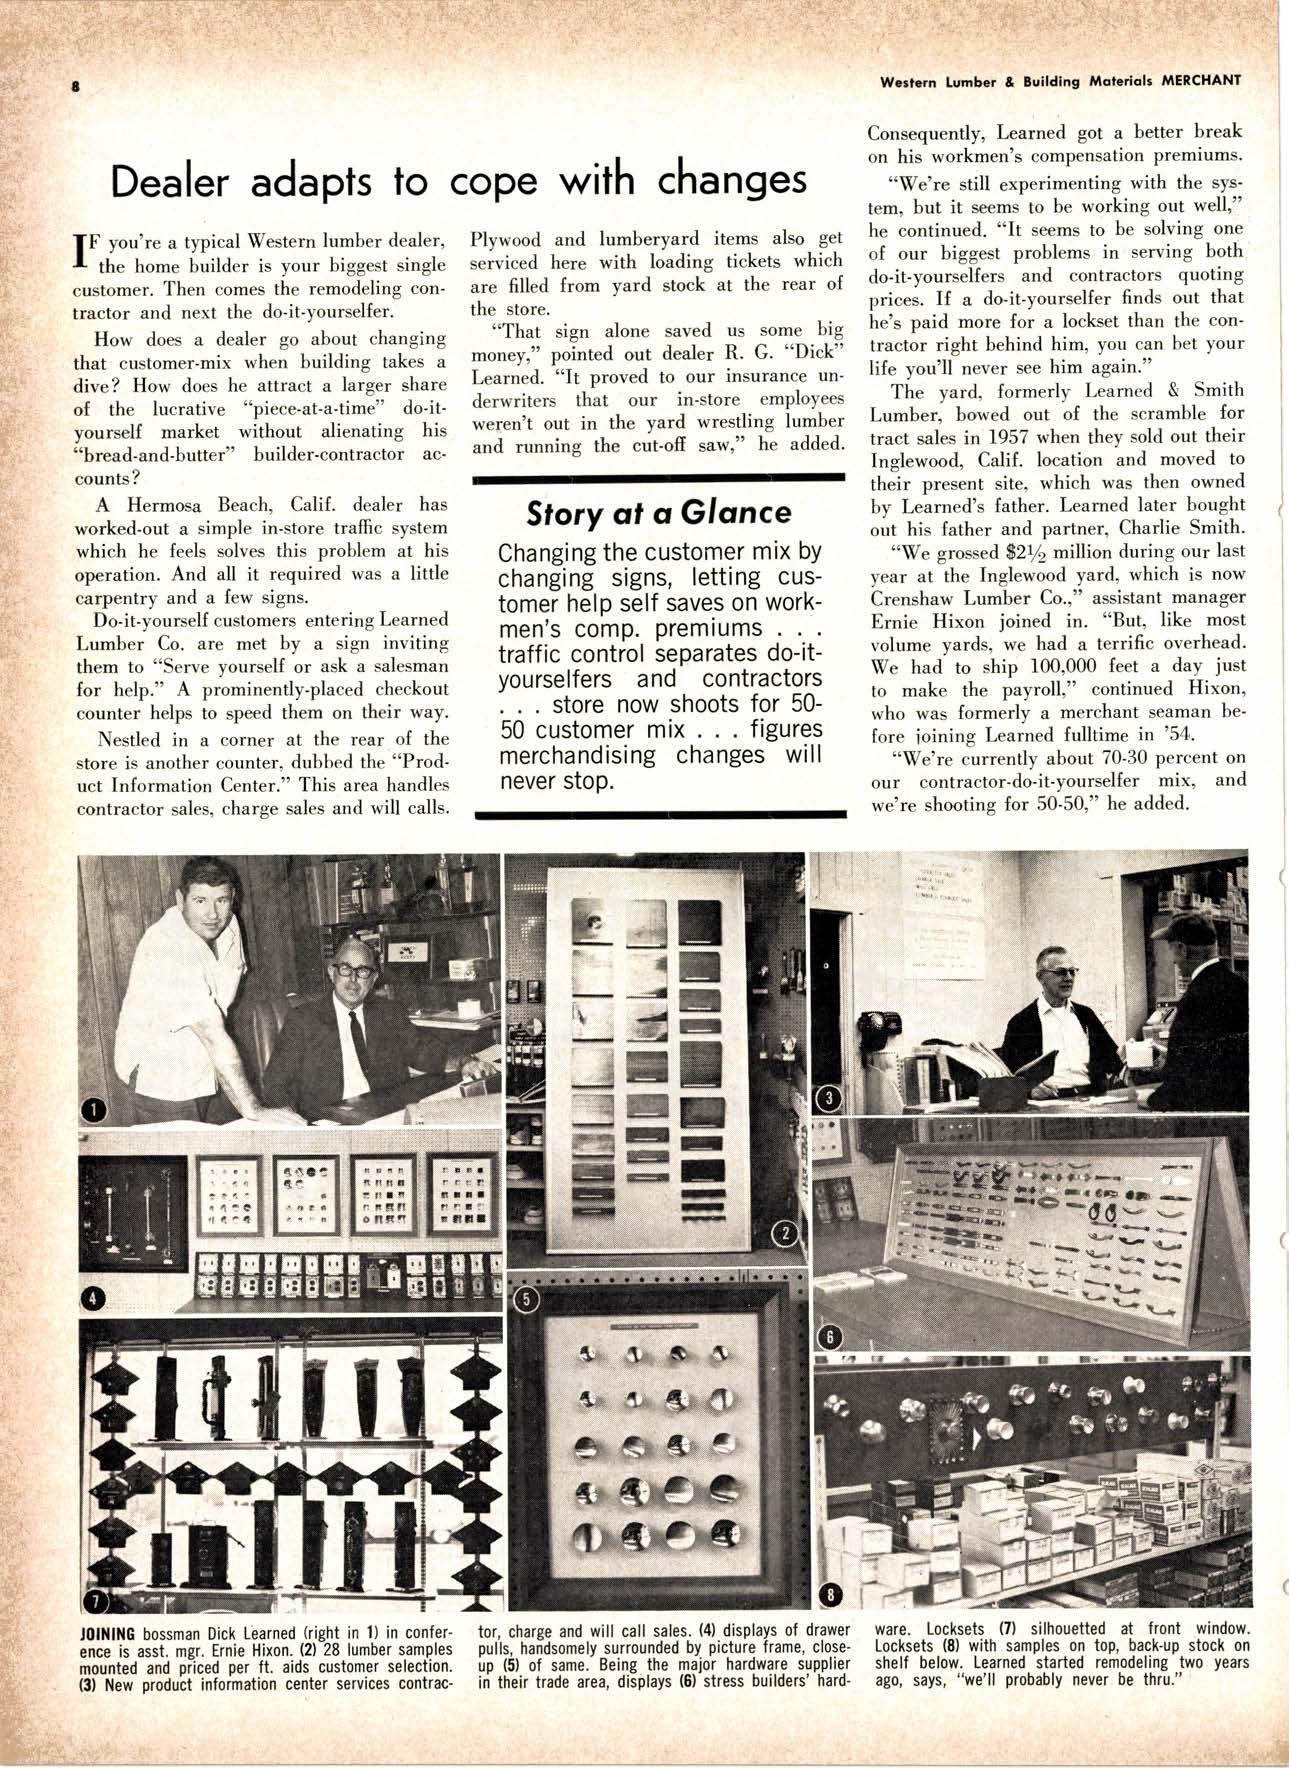 8
Western Lumber & Building Materials MERCHANT
Dealer adapts to cope with changes
IF you're a typical Western lumber dealer,
the home builder is your biggest single
customer. Then comes the remodeling con-
tractor and next the do-it-yourselfer.
How does a dealer go about changing
that customer-mix when building takes a
dive? How does he attract a larger share
of the lucrative "piece-at-a-time" do-it-
yourself market without alienating his
"bread-and-butter" builder-contractor ac-
counts?
A Hermosa Beach, Calif. dealer has
worked-out a simple in-store traffic system
which he feels solves this problem at his
operation. And all it required was a little
carpentry and a few signs.
Do-it-yourself customers entering Learned
Lumber Co. are met by a sign inviting
them to "Serve yourself or ask a salesman
for help." A prominently-placed checkout
counter helps to speed them on their way.
Nestled in a corner at the rear of the
store is another counter, dubbed the "Prod-
uct Information Center." This area handles
contractor sales, charge sales and will calls.
Plywood and lumberyard items also get
serviced here with loading tickets which
are filled from yard stock at the rear of
the store.
"That sign alone saved us some big
money," pointed out dealer R. G. "Dick"
Learned. "It proved to our insurance un-
derwriters that our in-store employees
weren't out in the yard wrestling lumber
and running the cut-off saw," he added.
Story at a Glance
Changing the customer mix by
changing signs, letting cus-
tomer help self saves on work-
men's comp. premiums . . .
traffic control separates do-it-
yourselfers and contractors
. . . store now shoots for 50-
50 customer mix . . . figures
merchandising changes will
never stop.
Consequently, Learned got a better break
on his workmen's compensation premiums.
"We're still experimenting with the sys-
tem, but it seems to be working out well,"
he continued. "It seems to be solving one
of our biggest problems in serving both
do-it-yourselfers and contractors quoting
prices. If a do-it-yourselfer finds out that
he's paid more for a lockset than the con-
tractor right behind him, you can bet your
life you'll never see him again."
The yard, formerly Learned & Smith
Lumber, bowed out of the scramble for
tract sales in 1957 when they sold out their
Inglewood, Calif. location and moved to
their present site, which was then owned
by Learned's father. Learned later bought
out his father and partner, Charlie Smith.
"We grossed $2½ million during our last
year at the Inglewood yard, which is now
Crenshaw Lumber Co.," assistant manager
Ernie Hixon joined in. "But, like most
volume yards, we had a terrific overhead.
We had to ship 100,000 feet a day just
to make the payroll," continued Hixon,
who was formerly a merchant seaman be-
fore joining Learned fulltime in '54.
"We're currently about 70-30 percent on
our contractor-do-it-yourselfer mix, and
we're shooting for 50-50," he added.
1
2
3
4
5
6
7
8
JOINING bossman Dick Learned (right in 1) in confer-
ence is asst. mgr. Ernie Hixon. (2) 28 lumber samples
mounted and priced per ft. aids customer selection.
(3) New product information center services contrac-
tor, charge and will call sales. (4) displays of drawer
pulls, handsomely surrounded by picture frame, close-
up (5) of same. Being the major hardware supplier
in their trade area, displays (6) stress builders' hard-
ware. Locksets (7) silhouetted at front window.
Locksets (8) with samples on top, back-up stock on
shelf below. Learned started remodeling two years
ago, says, "we'll probably never be thru."